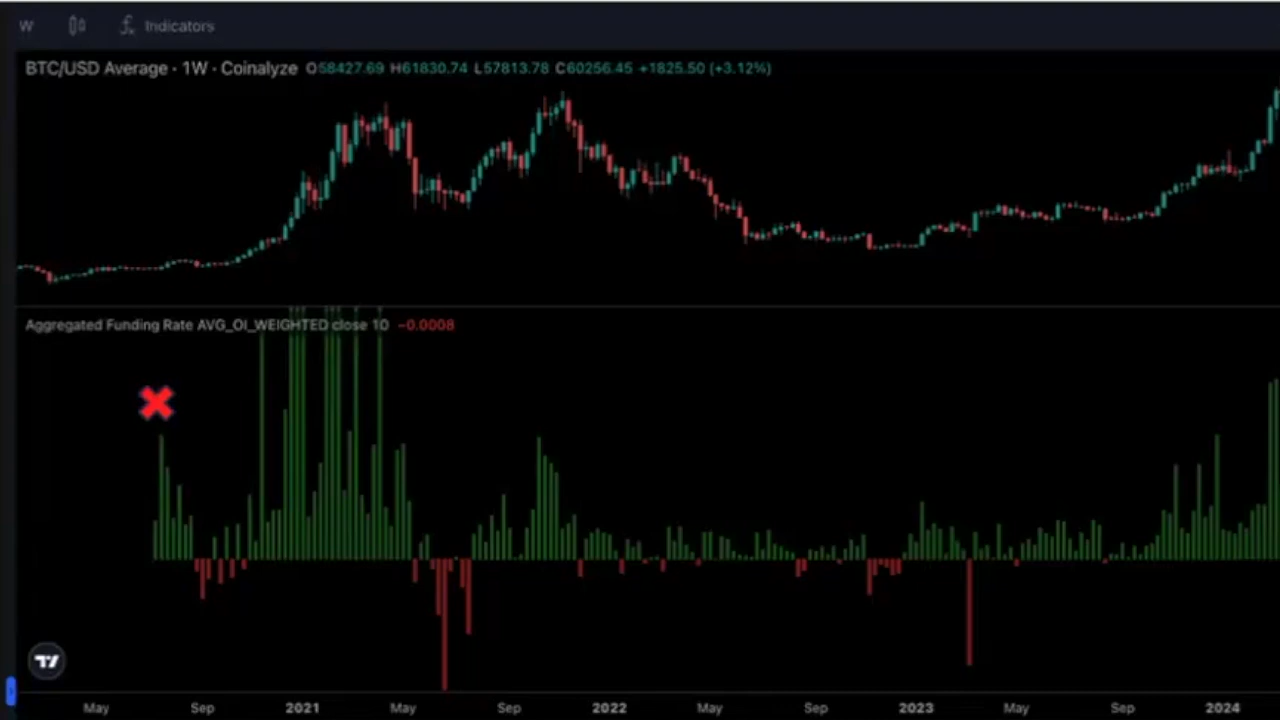 W Indicators
BTC/USD Average · 1W · Coinalyze O58427.69 H61830.74 L57813.78 C60256.45 +1825.50 (+3.12%)
Aggregated Funding Rate AVG_OI_WEIGHTED close 10 −0.0008
May Sep 2021 May Sep 2022 May Sep 2023 May Sep 2024